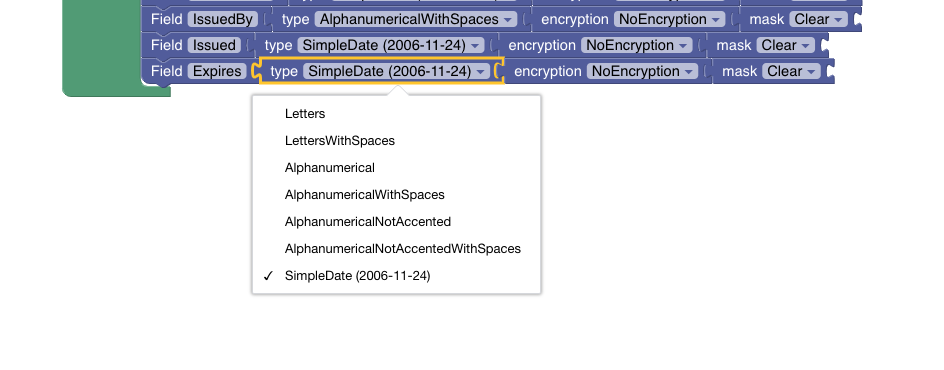 Field IssuedBy type AlphanumericalWithSpaces encryption NoEncryption mask Clear
Field Issued type SimpleDate (2006-11-24) encryption NoEncryption mask Clear
Field Expires type SimpleDate (2006-11-24) encryption NoEncryption mask Clear
Letters
LettersWithSpaces
Alphanumerical
AlphanumericalWithSpaces
AlphanumericalNotAccented
AlphanumericalNotAccentedWithSpaces
✓ SimpleDate (2006-11-24)